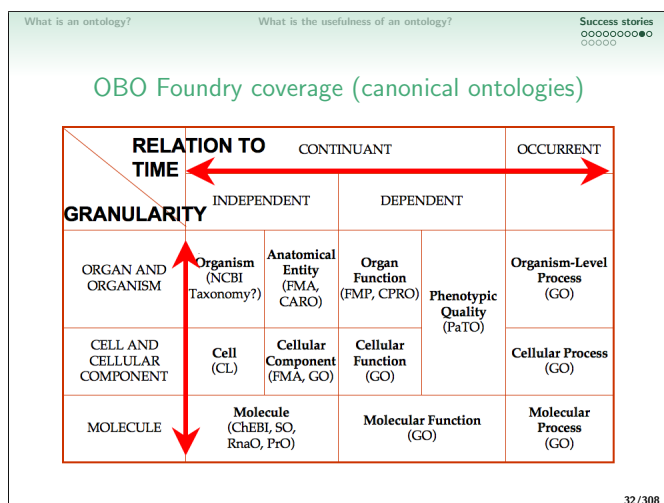 What is an ontology?
What is the usefulness of an ontology?
Success stories
OBO Foundry coverage (canonical ontologies)
RELATION TO
TIME
GRANULARITY
CONTINUANT
OCCURRENT
INDEPENDENT
DEPENDENT
ORGAN AND
ORGANISM
Organism
(NCBI
Taxonomy?)
Anatomical
Entity
(FMA,
CARO)
Organ
Function
(FMP, CPRO)
Phenotypic
Quality
(PaTO)
Organism-Level
Process
(GO)
CELL AND
CELLULAR
COMPONENT
Cell
(CL)
Cellular
Component
(FMA, GO)
Cellular
Function
(GO)
Cellular Process
(GO)
MOLECULE
Molecule
(ChEBI, SO,
RnaO, PrO)
Molecular Function
(GO)
Molecular
Process
(GO)
32/308